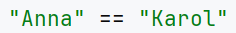 "Anna" == "Karol"